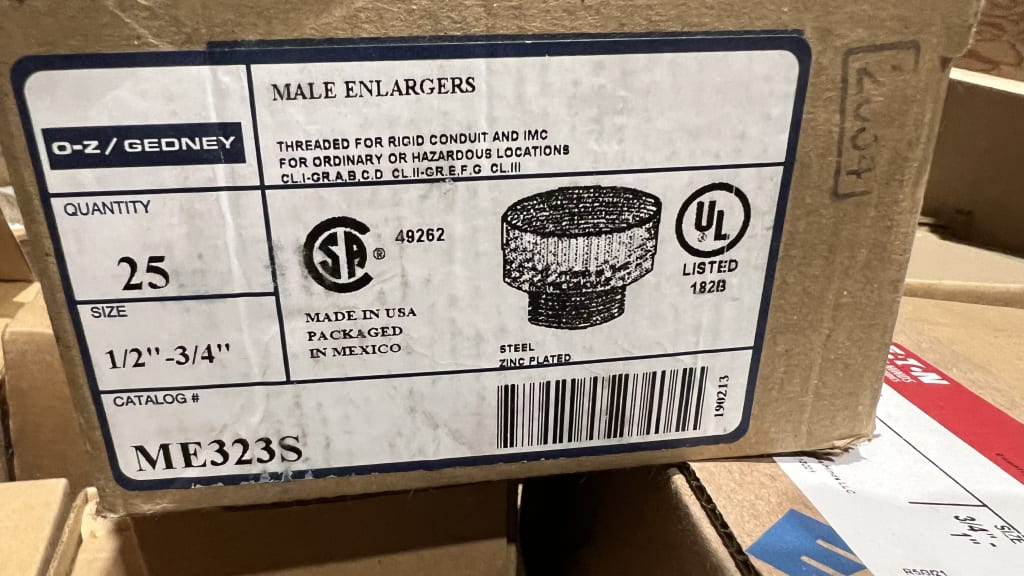 O-Z/GEDNEY
MALE ENLARGERS
THREADED FOR RIGID CONDUIT AND IMC
FOR ORDINARY OR HAZARDOUS LOCATIONS
CL.I-GR.A,B,C,D CL.II-GR.E,F,G CL.III
QUANTITY
25
SIZE
1/2"-3/4"
CSA® 49262
MADE IN USA
PACKAGED
IN MEXICO
UL®
LISTED
182B
STEEL
ZINC PLATED
CATALOG #
ME323S
190213
SIZE
3/4"-
1"